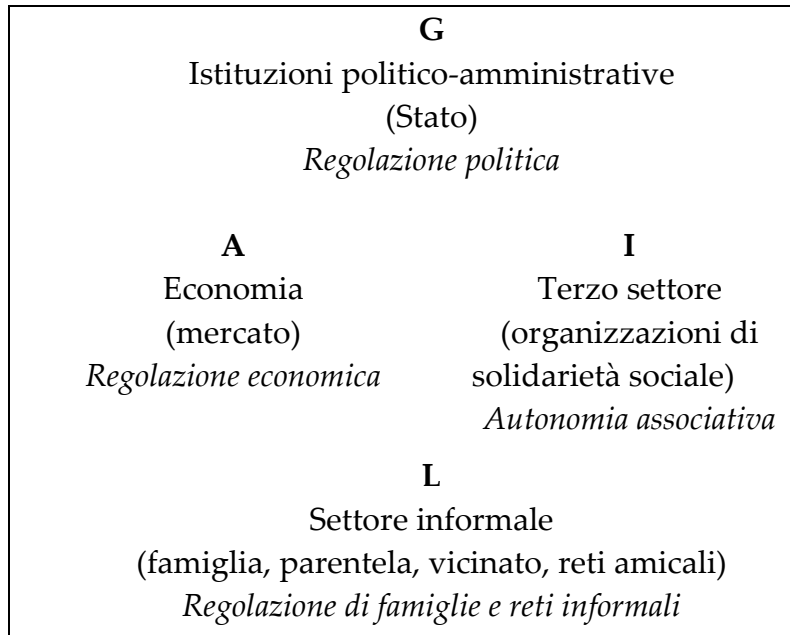 G
Istituzioni politico-amministrative
(Stato)
Regolazione politica
A
Economia
(mercato)
Regolazione economica
I
Terzo settore
(organizzazioni di
solidarietà sociale)
Autonomia associativa
L
Settore informale
(famiglia, parentela, vicinato, reti amicali)
Regolazione di famiglie e reti informali